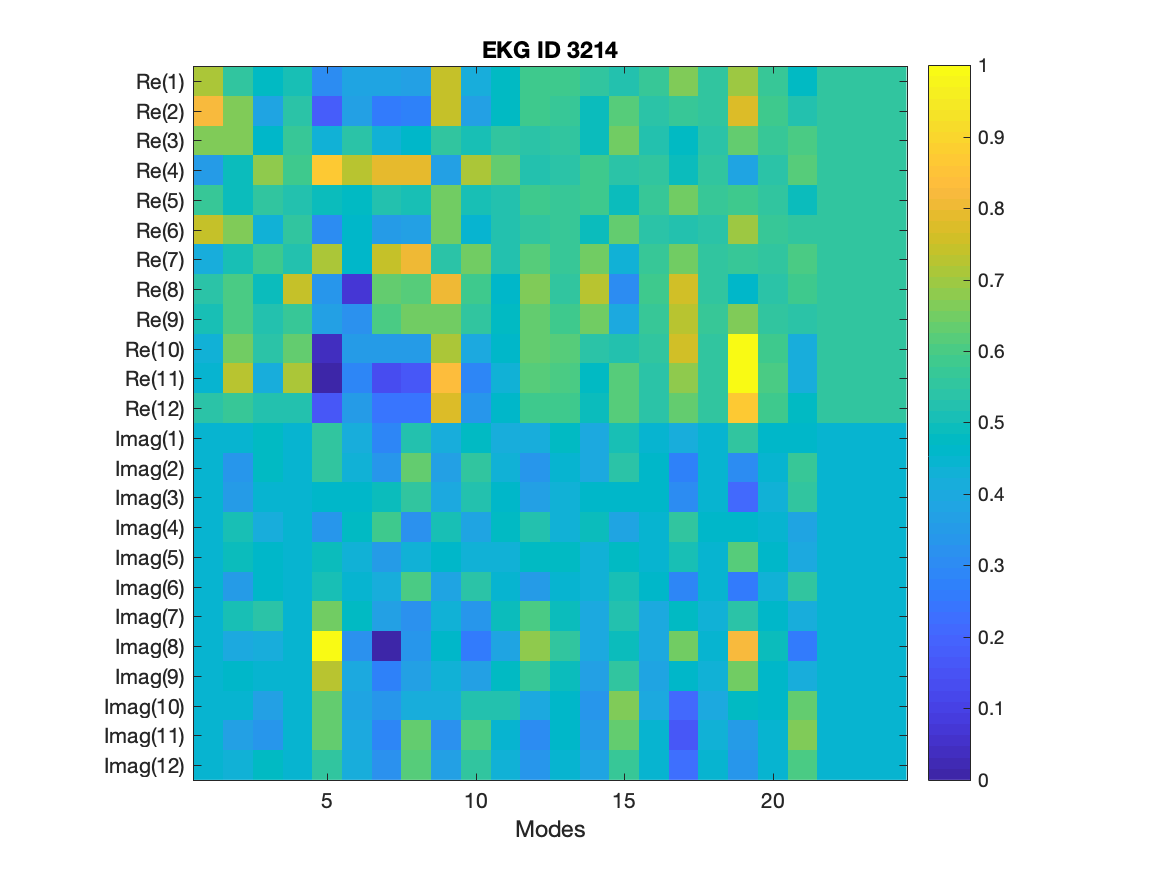 EKG ID 3214
Re(1)
Re(2)
Re(3)
Re(4)
Re(5)
Re(6)
Re(7)
Re(8)
Re(9)
Re(10)
Re(11)
Re(12)
Imag(1)
Imag(2)
Imag(3)
Imag(4)
Imag(5)
Imag(6)
Imag(7)
Imag(8)
Imag(9)
Imag(10)
Imag(11)
Imag(12)
5 10 15 20
Modes
1
0.9
0.8
0.7
0.6
0.5
0.4
0.3
0.2
0.1
0